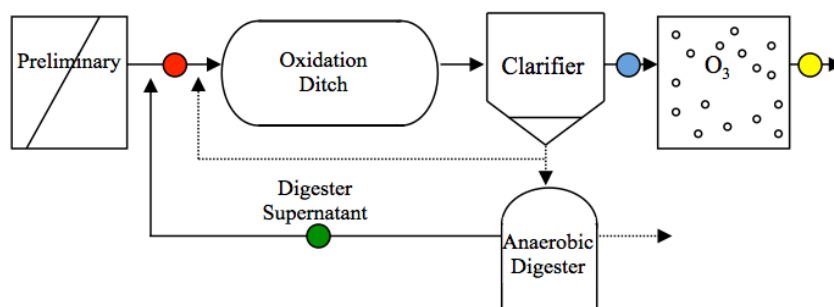 Preliminary
Oxidation
Ditch
Clarifier
O₃
Digester
Supernatant
Anaerobic
Digester